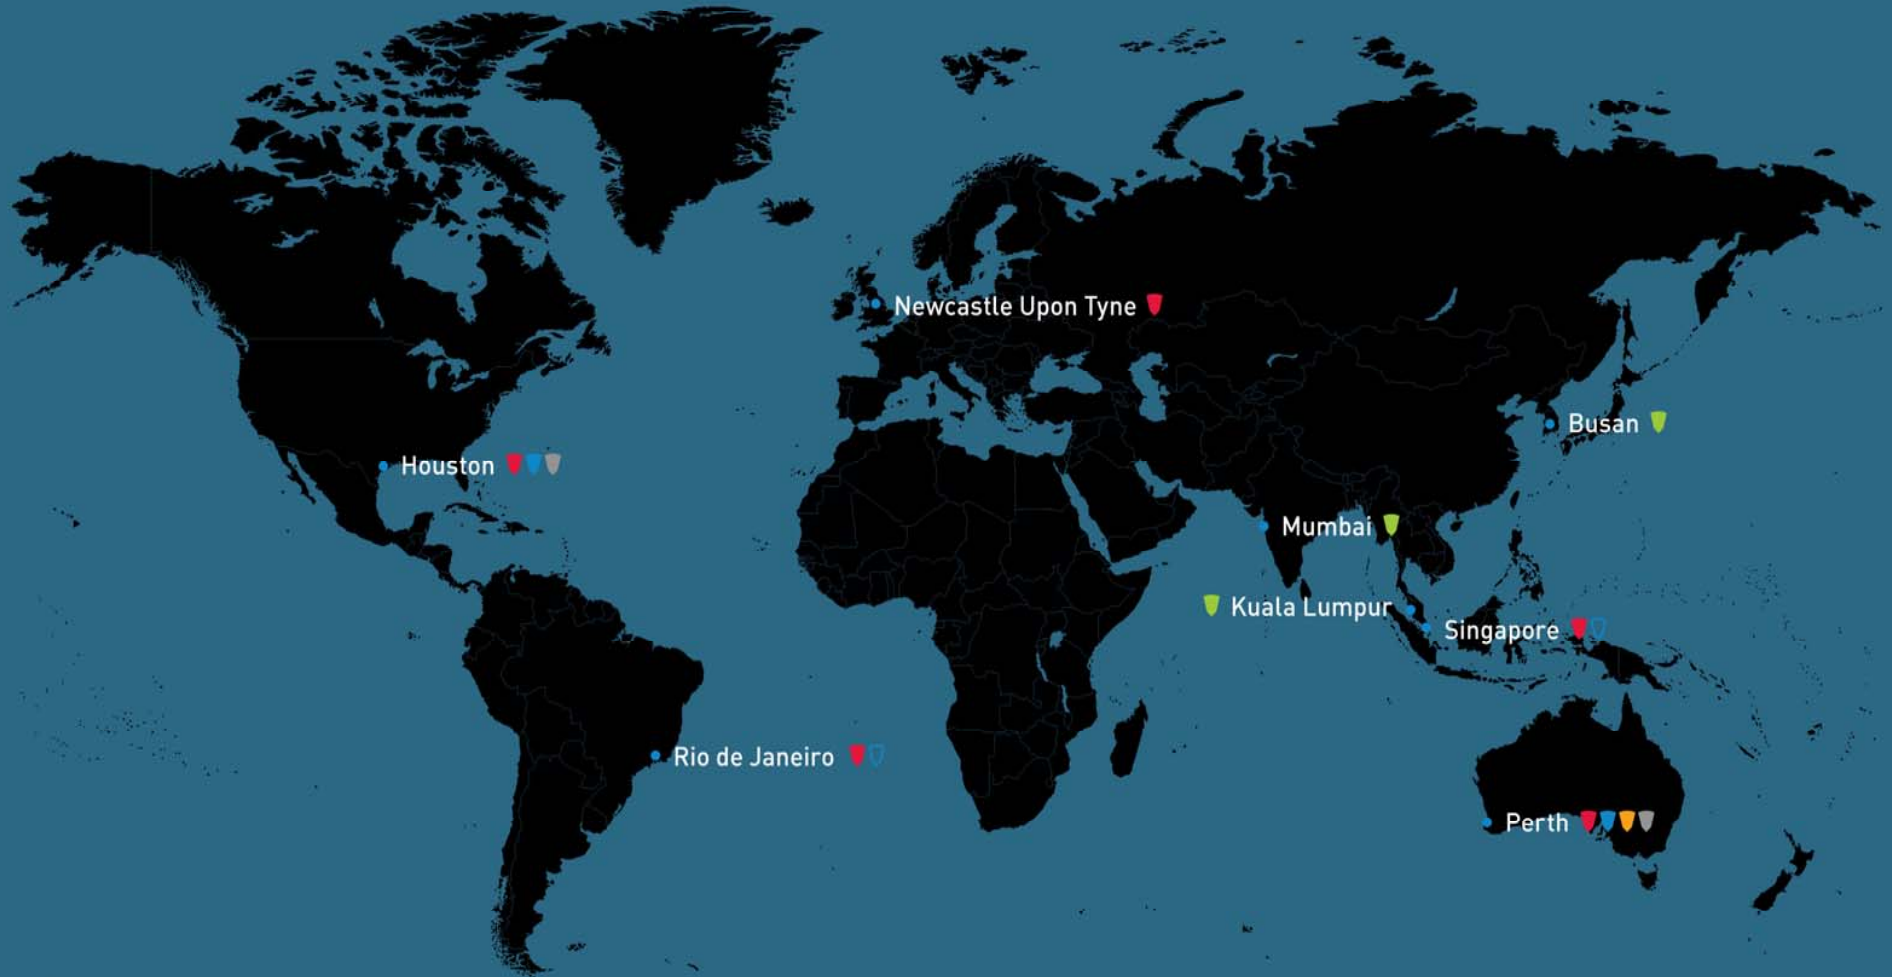 Newcastle Upon Tyne
Busan
Houston
Mumbai
Kuala Lumpur
Singapore
Rio de Janeiro
Perth